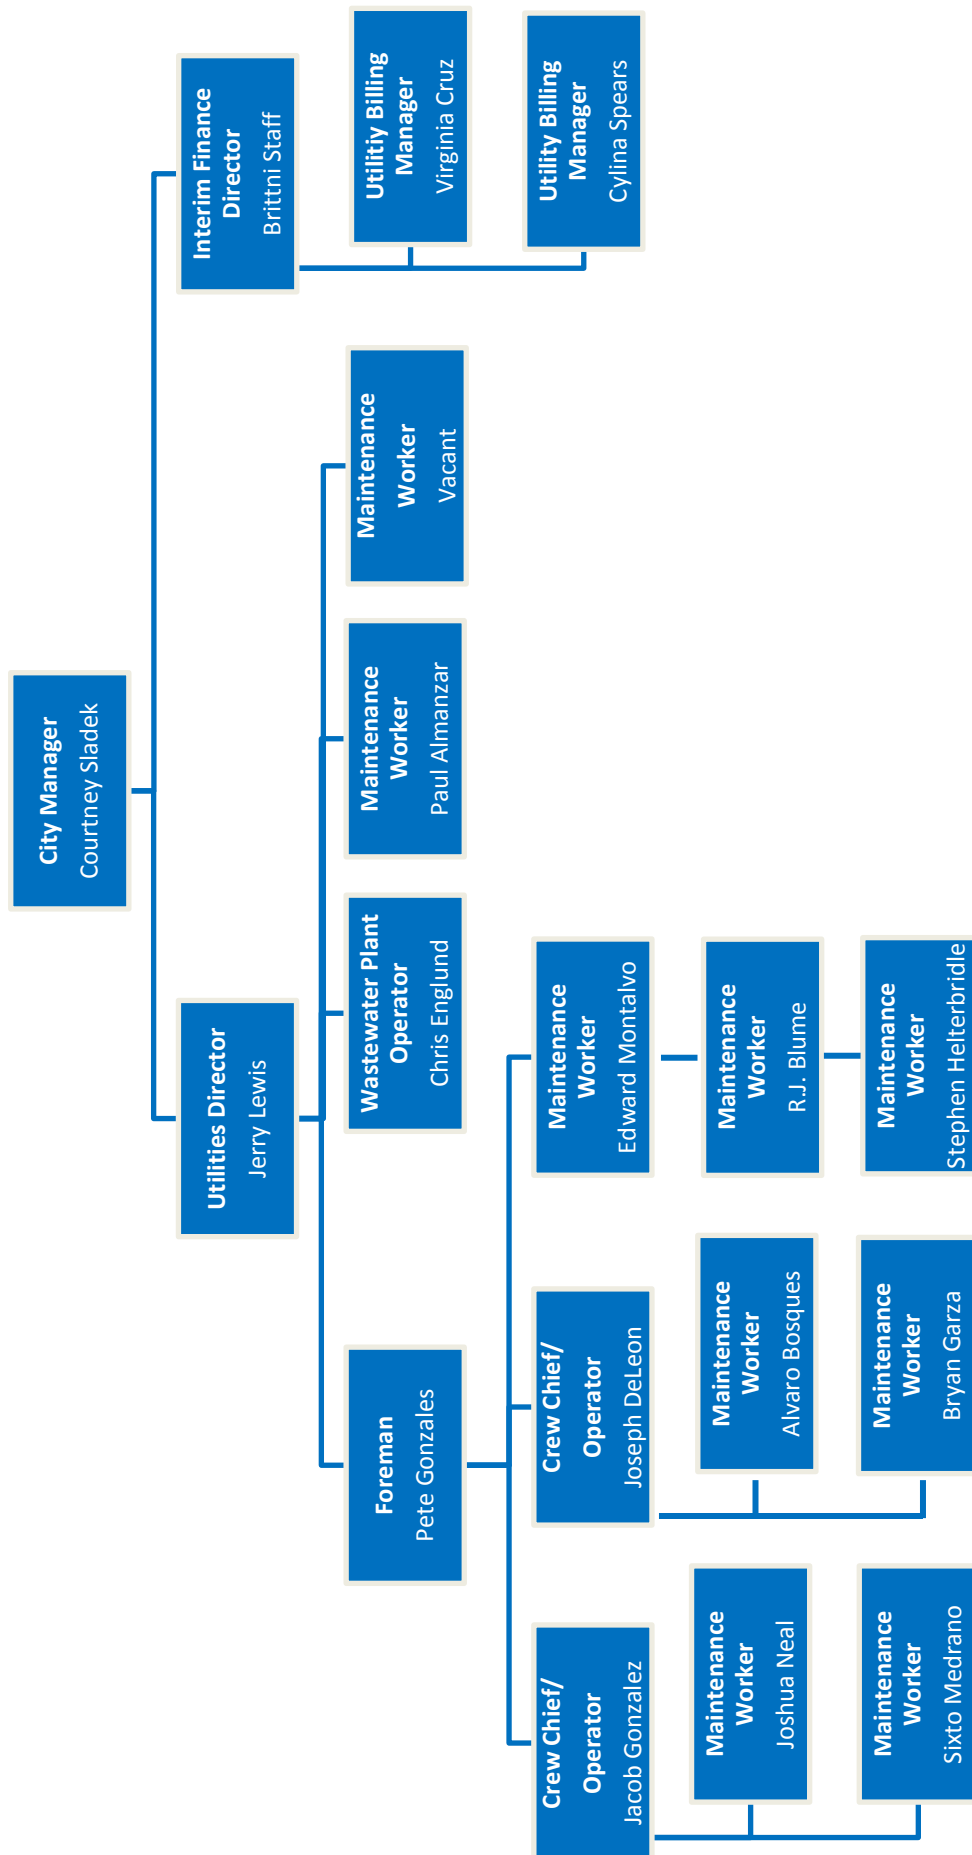 City Manager
Courtney Sladek
Utilities Director
Jerry Lewis
Interim Finance
Director
Brittni Staff
Foreman
Pete Gonzales
Wastewater Plant
Operator
Chris Englund
Maintenance
Worker
Paul Almanzar
Maintenance
Worker
Vacant
Utilitiy Billing
Manager
Virginia Cruz
Utility Billing
Manager
Cylina Spears
Crew Chief/
Operator
Jacob Gonzalez
Crew Chief/
Operator
Joseph DeLeon
Maintenance
Worker
Edward Montalvo
Maintenance
Worker
Joshua Neal
Maintenance
Worker
Alvaro Bosques
Maintenance
Worker
R.J. Blume
Maintenance
Worker
Sixto Medrano
Maintenance
Worker
Bryan Garza
Maintenance
Worker
Stephen Helterbridle